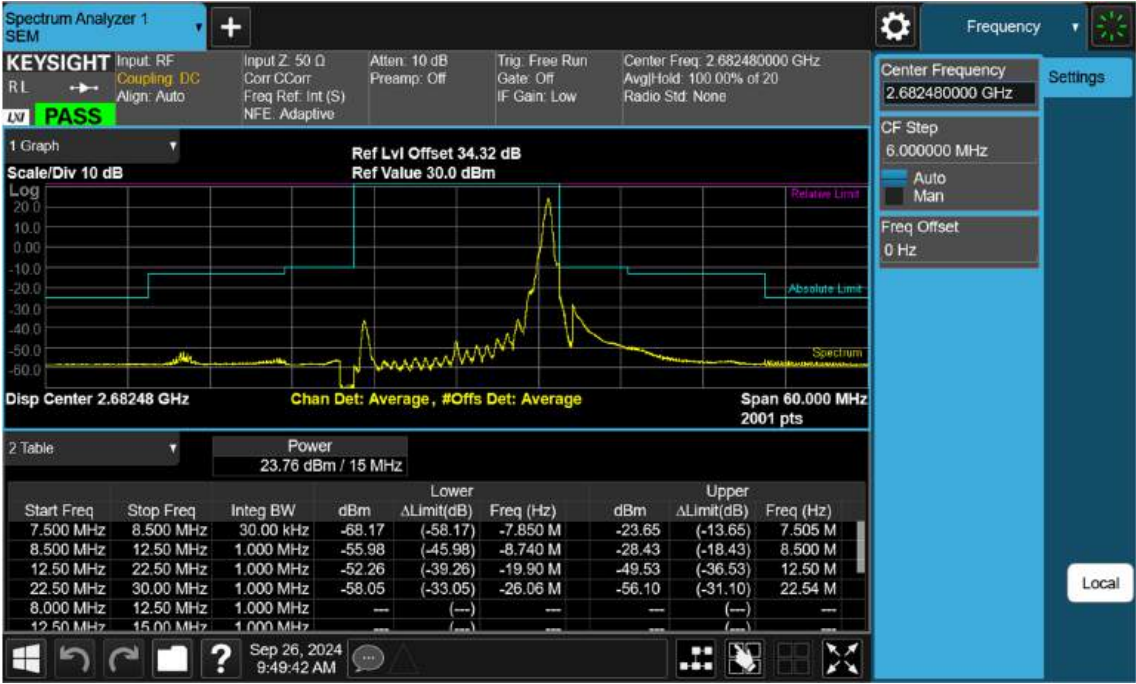 Spectrum Analyzer 1
SEM
Frequency
KEYSIGHT
R L
LXI PASS
Input: RF
Coupling: DC
Align: Auto
Input Z: 50 Ω
Corr CCorr
Freq Ref: Int (S)
NFE: Adaptive
Atten: 10 dB
Preamp: Off
Trig: Free Run
Gate: Off
IF Gain: Low
Center Freq: 2.682480000 GHz
Avg|Hold: 100.00% of 20
Radio Std: None
Center Frequency
2.682480000 GHz
Settings
CF Step
6.000000 MHz
Auto
Man
Freq Offset
0 Hz
1 Graph
Ref Lvl Offset 34.32 dB
Scale/Div 10 dB
Ref Value 30.0 dBm
Log
Relative Limit
20.0
10.0
0.00
-10.0
-20.0
Absolute Limit
-30.0
-40.0
-50.0
Spectrum
-60.0
Disp Center 2.68248 GHz
Chan Det: Average, #Offs Det: Average
Span 60.000 MHz
2001 pts
2 Table
Power
23.76 dBm / 15 MHz
Lower Upper
Start Freq Stop Freq Integ BW dBm ΔLimit(dB) Freq (Hz) dBm ΔLimit(dB) Freq (Hz)
7.500 MHz 8.500 MHz 30.00 kHz -68.17 (-58.17) -7.850 M -23.65 (-13.65) 7.505 M
8.500 MHz 12.50 MHz 1.000 MHz -55.98 (-45.98) -8.740 M -28.43 (-18.43) 8.500 M
12.50 MHz 22.50 MHz 1.000 MHz -52.26 (-39.26) -19.90 M -49.53 (-36.53) 12.50 M
22.50 MHz 30.00 MHz 1.000 MHz -58.05 (-33.05) -26.06 M -56.10 (-31.10) 22.54 M
8.000 MHz 12.50 MHz 1.000 MHz --- (---) --- --- (---) ---
12.50 MHz 15.00 MHz 1.000 MHz --- (---) --- --- (---) ---
Local
? Sep 26, 2024
9:49:42 AM